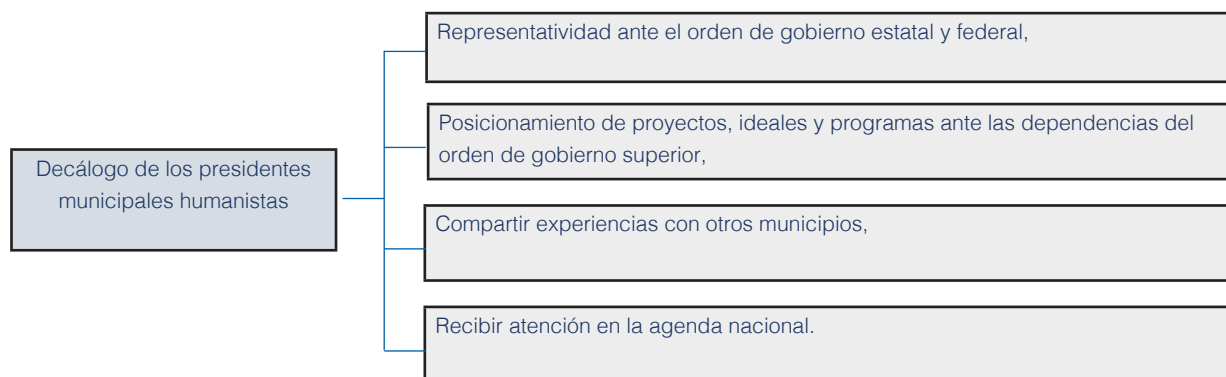 Representatividad ante el orden de gobierno estatal y federal,
Posicionamiento de proyectos, ideales y programas ante las dependencias del
orden de gobierno superior,
Decálogo de los presidentes
municipales humanistas
Compartir experiencias con otros municipios,
Recibir atención en la agenda nacional.